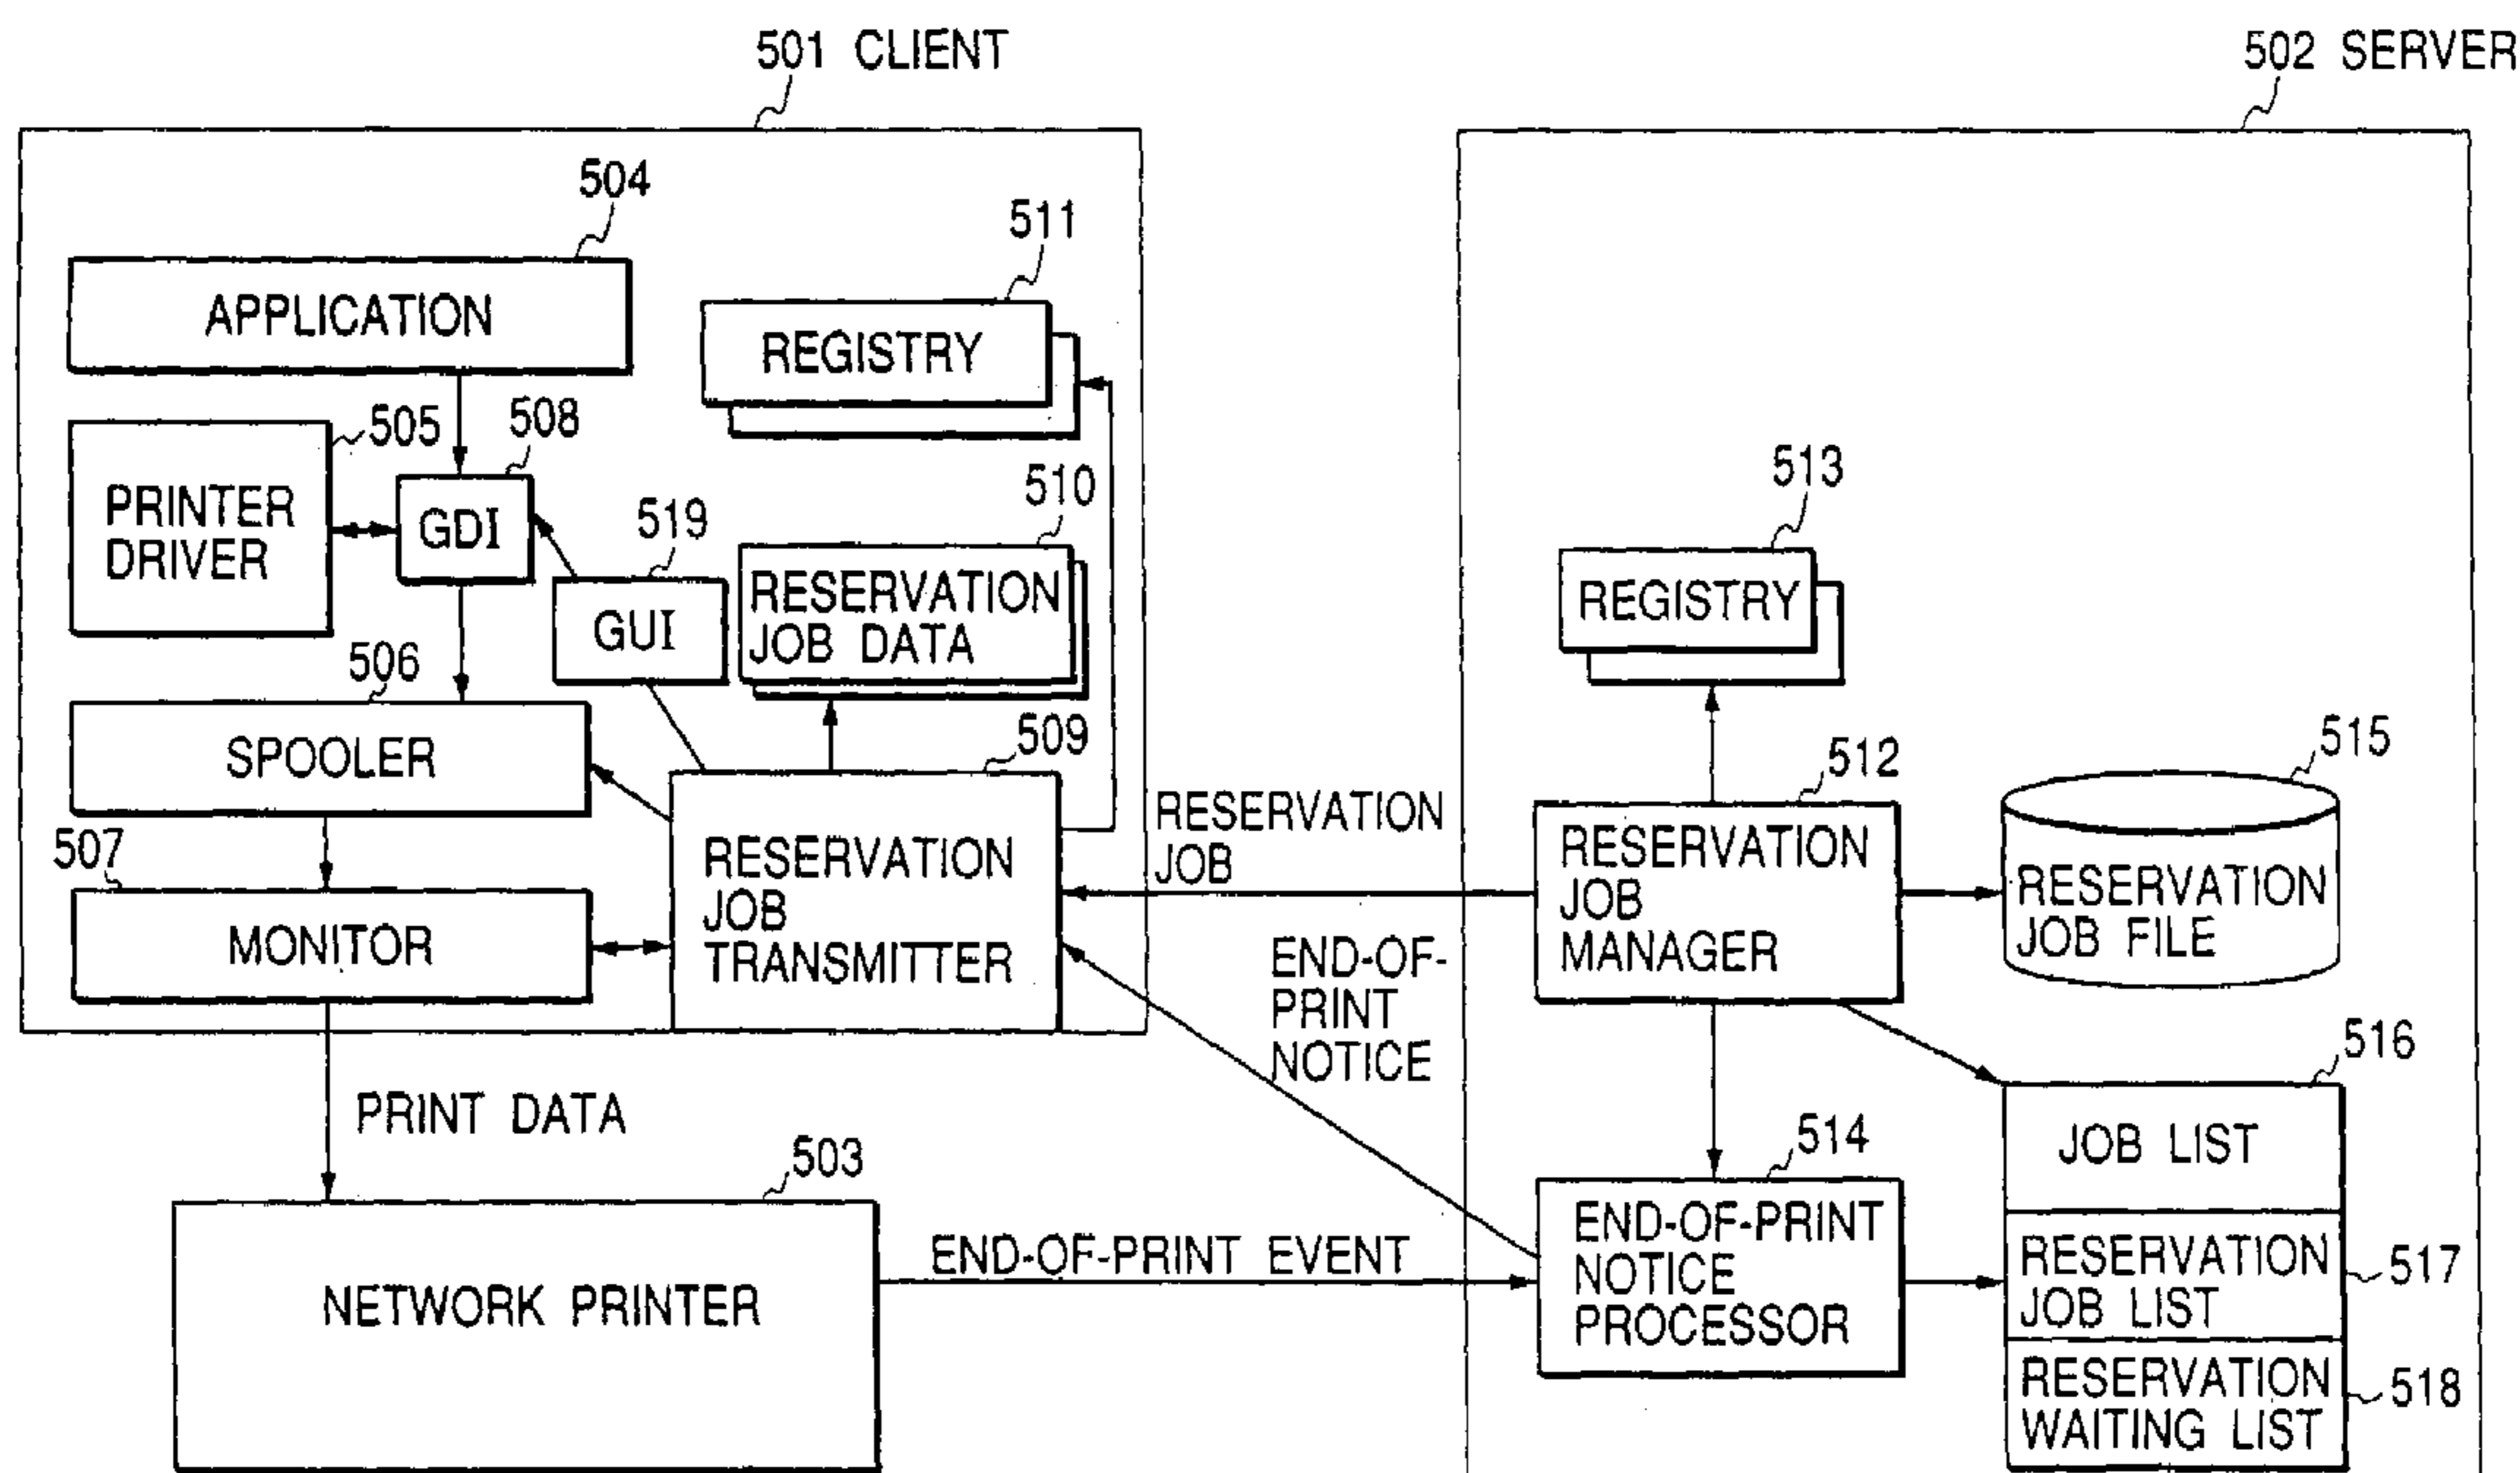 501 CLIENT
502 SERVER
504
APPLICATION
511
REGISTRY
505
508
PRINTER
DRIVER
GDI
519
GUI
510
RESERVATION
JOB DATA
506
SPOOLER
509
507
MONITOR
RESERVATION
JOB
TRANSMITTER
RESERVATION
JOB
END-OF-
PRINT
NOTICE
513
REGISTRY
512
RESERVATION
JOB
MANAGER
515
RESERVATION
JOB FILE
516
JOB LIST
RESERVATION
JOB LIST
517
RESERVATION
WAITING LIST
518
514
END-OF-PRINT
NOTICE
PROCESSOR
PRINT DATA
503
NETWORK PRINTER
END-OF-PRINT EVENT